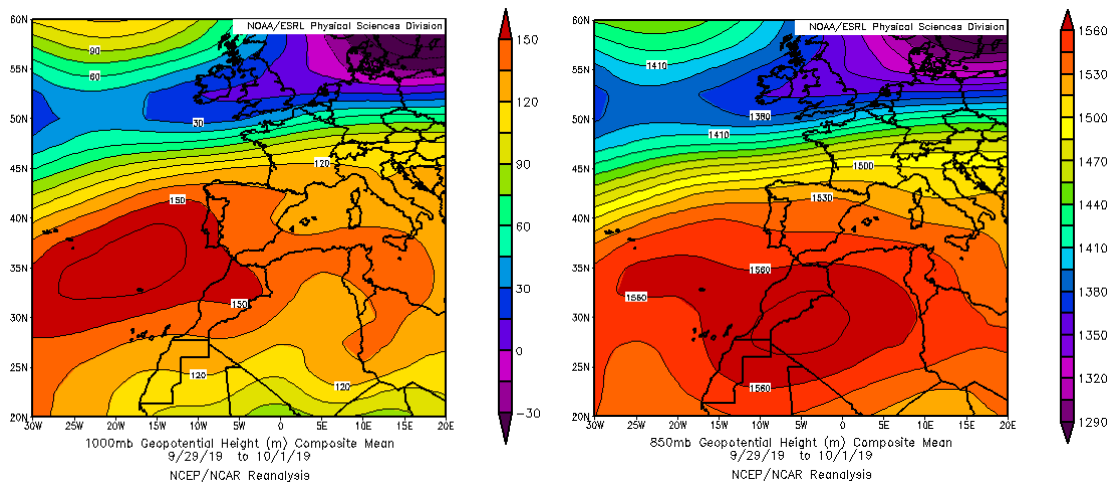 NOAA/ESRL Physical Sciences Division
60N
55N
50N
45N
40N
35N
30N
25N
20N
90
60
30
120
150
150
120
120
30W
25W
20W
15W
10W
5W
0
5E
10E
15E
20E
150
120
90
60
30
0
−30
1000mb Geopotential Height (m) Composite Mean
9/29/19 to 10/1/19
NCEP/NCAR Reanalysis
NOAA/ESRL Physical Sciences Division
60N
55N
50N
45N
40N
35N
30N
25N
20N
1410
1380
1410
1500
1530
1560
1560
1560
30W
25W
20W
15W
10W
5W
0
5E
10E
15E
20E
1560
1530
1500
1470
1440
1410
1380
1350
1320
1290
850mb Geopotential Height (m) Composite Mean
9/29/19 to 10/1/19
NCEP/NCAR Reanalysis